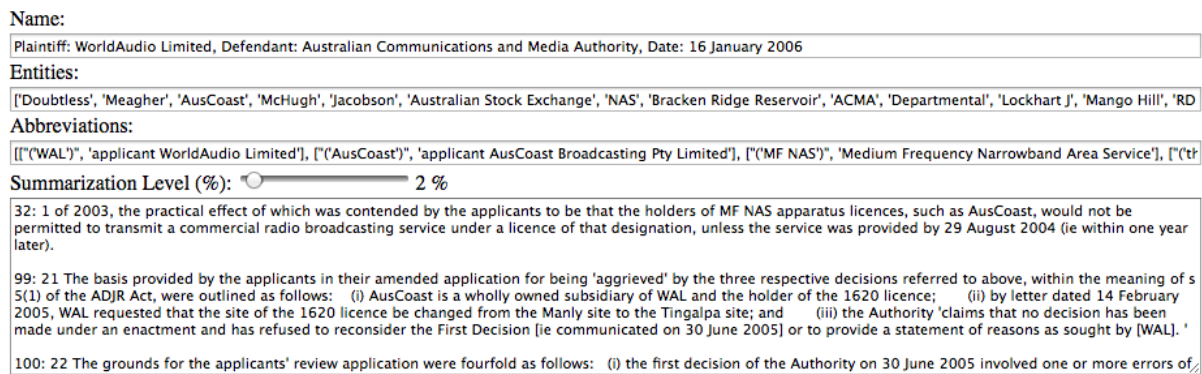 Name:
Plaintiff: WorldAudio Limited, Defendant: Australian Communications and Media Authority, Date: 16 January 2006
Entities:
['Doubtless', 'Meagher', 'AusCoast', 'McHugh', 'Jacobson', 'Australian Stock Exchange', 'NAS', 'Bracken Ridge Reservoir', 'ACMA', 'Departmental', 'Lockhart J', 'Mango Hill', 'RD
Abbreviations:
[["('WAL')", 'applicant WorldAudio Limited'], ["('AusCoast')", 'applicant AusCoast Broadcasting Pty Limited'], ["('MF NAS')", 'Medium Frequency Narrowband Area Service'], ["('th
Summarization Level (%): 2 %
32: 1 of 2003, the practical effect of which was contended by the applicants to be that the holders of MF NAS apparatus licences, such as AusCoast, would not be
permitted to transmit a commercial radio broadcasting service under a licence of that designation, unless the service was provided by 29 August 2004 (ie within one year
later).
99: 21 The basis provided by the applicants in their amended application for being 'aggrieved' by the three respective decisions referred to above, within the meaning of s
5(1) of the ADJR Act, were outlined as follows: (i) AusCoast is a wholly owned subsidiary of WAL and the holder of the 1620 licence; (ii) by letter dated 14 February
2005, WAL requested that the site of the 1620 licence be changed from the Manly site to the Tingalpa site; and (iii) the Authority 'claims that no decision has been
made under an enactment and has refused to reconsider the First Decision [ie communicated on 30 June 2005] or to provide a statement of reasons as sought by [WAL]. '
100: 22 The grounds for the applicants' review application were fourfold as follows: (i) the first decision of the Authority on 30 June 2005 involved one or more errors of